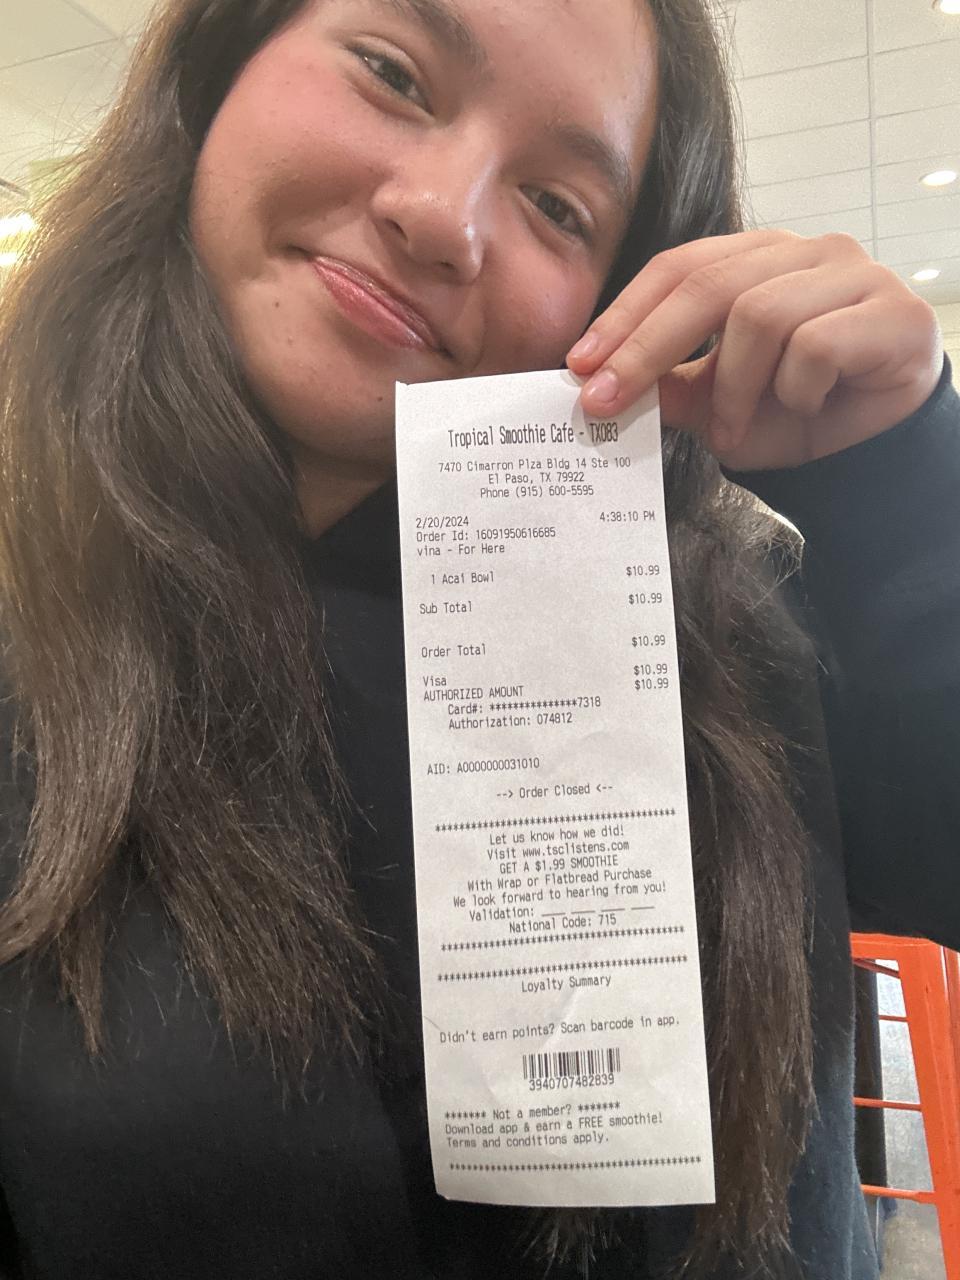 Tropical Smoothie Cafe - TX083
7470 Cimarron Plza Bldg 14 Ste 100
El Paso, TX 79922
Phone (915) 600-5595
2/20/2024 4:38:10 PM
Order Id: 16091950616685
vina - For Here
1 Acai Bowl $10.99
Sub Total $10.99
Order Total $10.99
Visa $10.99
AUTHORIZED AMOUNT $10.99
Card#: ***************7318
Authorization: 074812
AID: A0000000031010
--> Order Closed <--
****************************************
Let us know how we did!
Visit www.tsclistens.com
GET A $1.99 SMOOTHIE
With Wrap or Flatbread Purchase
We look forward to hearing from you!
Validation: ___ ___ ___ ___
National Code: 715
****************************************
****************************************
Loyalty Summary
Didn't earn points? Scan barcode in app.
3940707482839
******* Not a member? *******
Download app & earn a FREE smoothie!
Terms and conditions apply.
****************************************